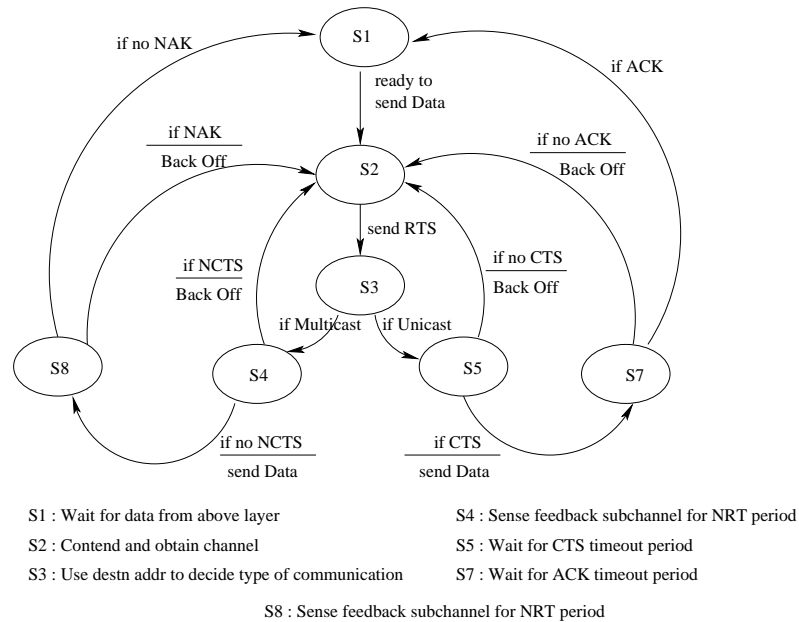 S1
if no NAK
if ACK
ready to
send Data
if NAK
Back Off
if no ACK
Back Off
S2
send RTS
if NCTS
Back Off
if no CTS
Back Off
S3
if Multicast
if Unicast
S8
S4
S5
S7
if no NCTS
send Data
if CTS
send Data
S1 : Wait for data from above layer
S4 : Sense feedback subchannel for NRT period
S2 : Contend and obtain channel
S5 : Wait for CTS timeout period
S3 : Use destn addr to decide type of communication
S7 : Wait for ACK timeout period
S8 : Sense feedback subchannel for NRT period